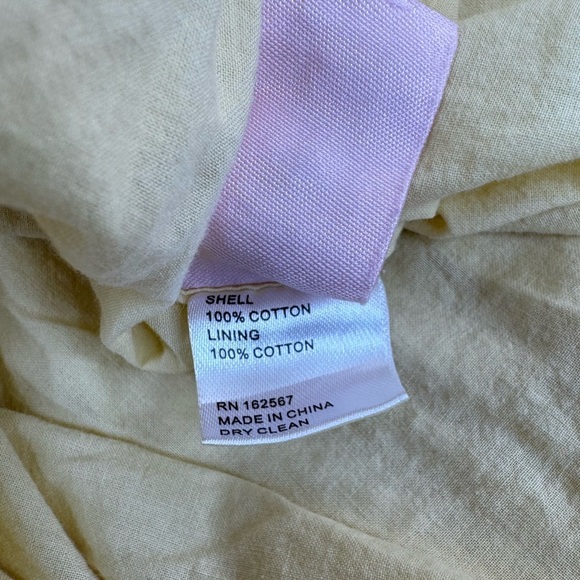 SHELL
100% COTTON
LINING
100% COTTON
RN 162567
MADE IN CHINA
DRY CLEAN